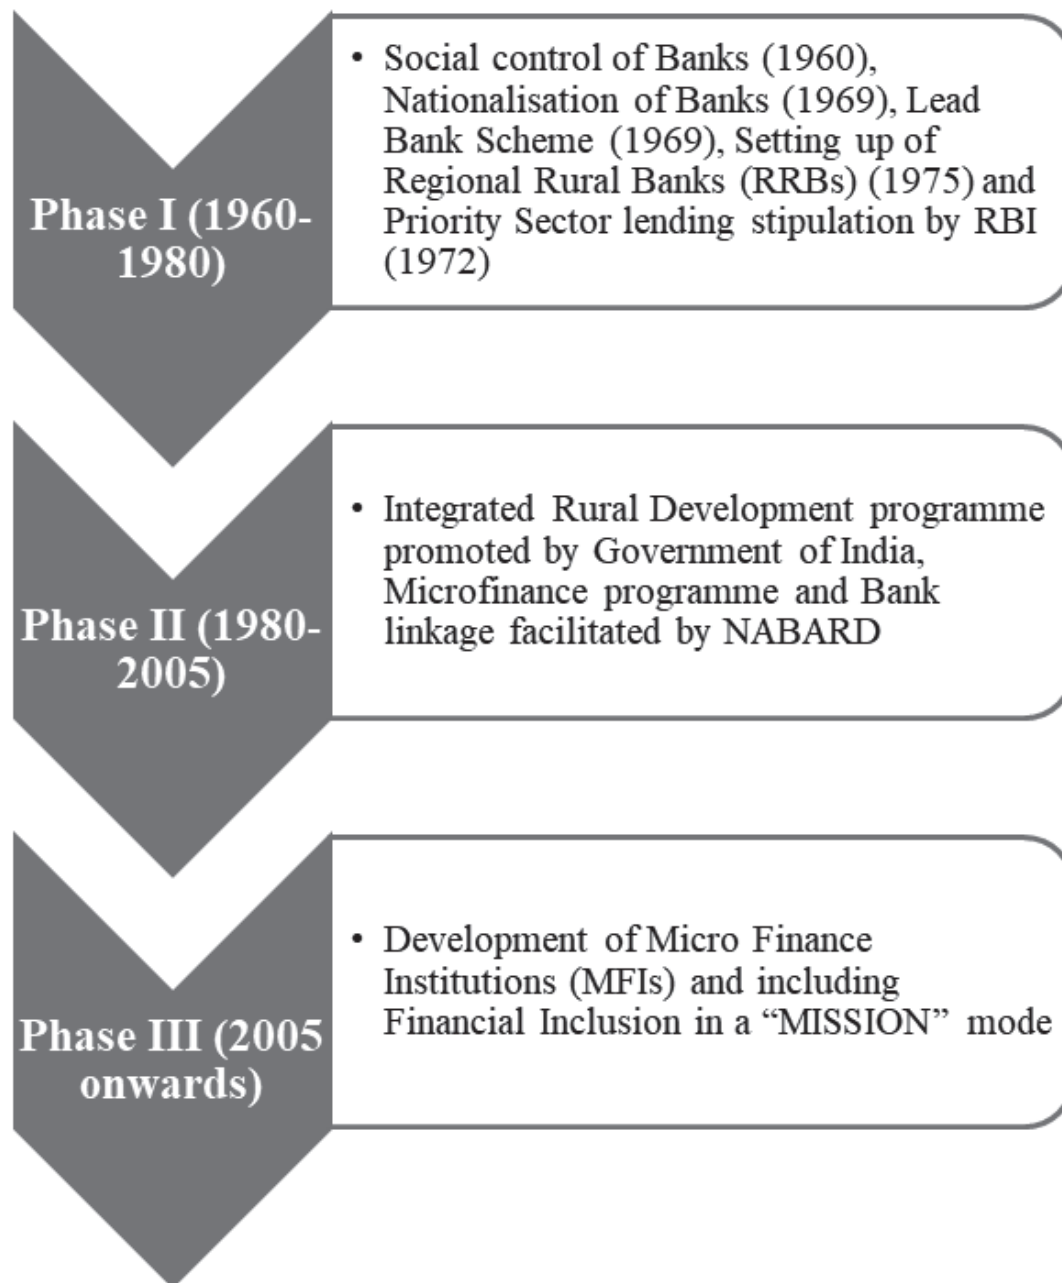 Phase I (1960-
1980)
• Social control of Banks (1960),
Nationalisation of Banks (1969), Lead
Bank Scheme (1969), Setting up of
Regional Rural Banks (RRBs) (1975) and
Priority Sector lending stipulation by RBI
(1972)
Phase II (1980-
2005)
• Integrated Rural Development programme
promoted by Government of India,
Microfinance programme and Bank
linkage facilitated by NABARD
Phase III (2005
onwards)
• Development of Micro Finance
Institutions (MFIs) and including
Financial Inclusion in a “MISSION” mode